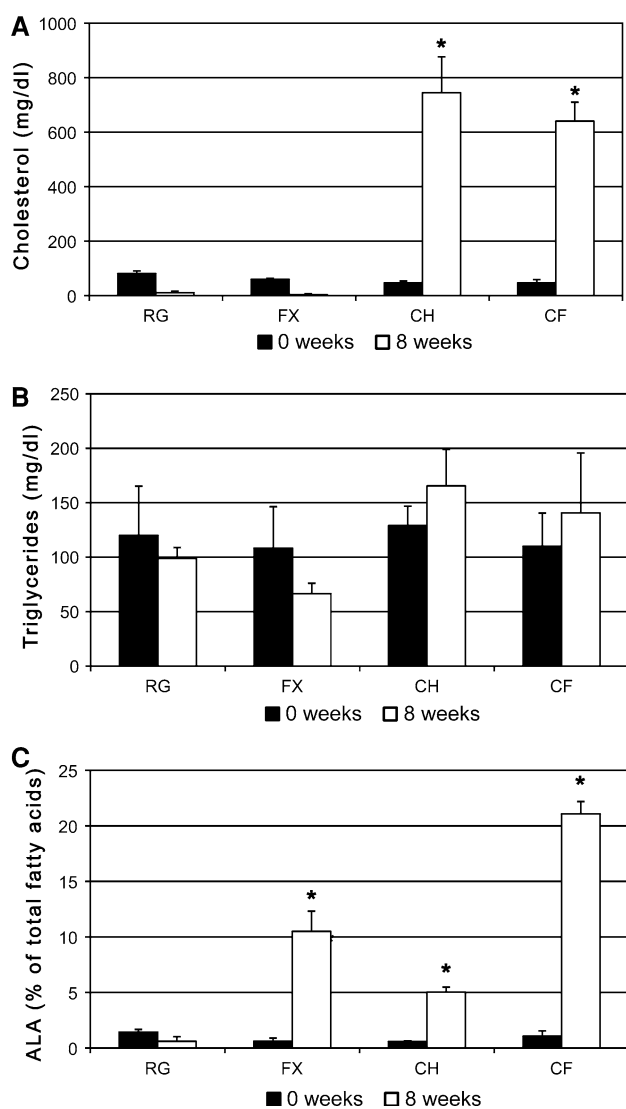 A
Cholesterol (mg/dl)
1000
800
600
400
200
0
*
*
RG FX CH CF
0 weeks 8 weeks
B
Triglycerides (mg/dl)
250
200
150
100
50
0
RG FX CH CF
0 weeks 8 weeks
C
ALA (% of total fatty acids)
25
20
15
10
5
0
*
*
*
RG FX CH CF
0 weeks 8 weeks